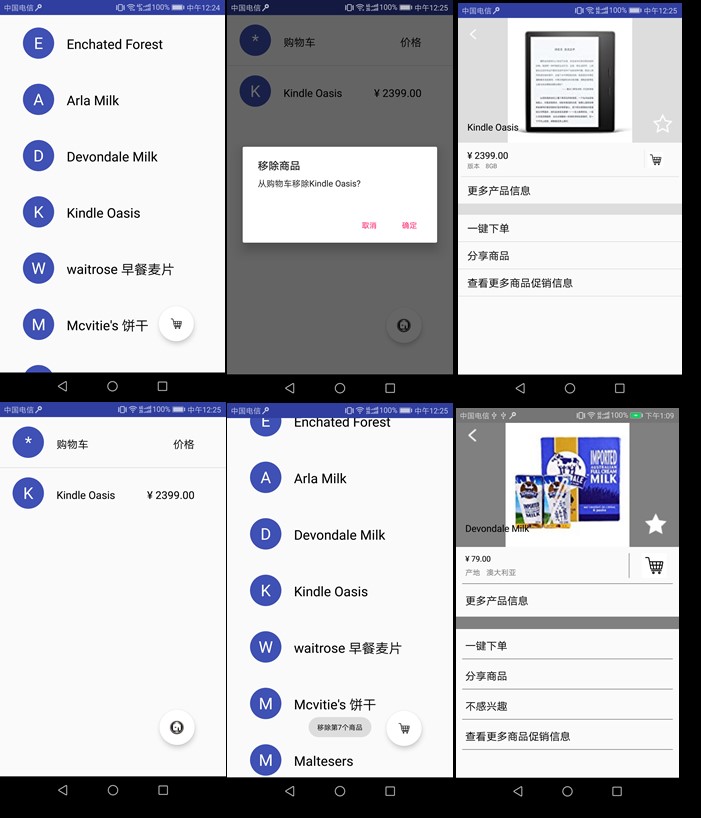 中国电信 100% 中午12:24
E Enchated Forest
A Arla Milk
D Devondale Milk
K Kindle Oasis
W waitrose 早餐麦片
M Mcvitie's 饼干
中国电信 100% 中午12:25
* 购物车 价格
K Kindle Oasis ¥ 2399.00
移除商品
从购物车移除Kindle Oasis?
取消 确定
中国电信 100% 中午12:25
Kindle Oasis
¥ 2399.00
版本 8GB
更多产品信息
一键下单
分享商品
查看更多商品促销信息
中国电信 100% 中午12:25
* 购物车 价格
K Kindle Oasis ¥ 2399.00
中国电信 100% 中午12:25
E Enchated Forest
A Arla Milk
D Devondale Milk
K Kindle Oasis
W waitrose 早餐麦片
M Mcvitie's 饼干
移除第7个商品
M Maltesers
中国电信 100% 下午1:09
IMPORTED
AUSTRALIAN
FULL CREAM
MILK
Devondale Milk
¥ 79.00
产地 澳大利亚
更多产品信息
一键下单
分享商品
不感兴趣
查看更多商品促销信息